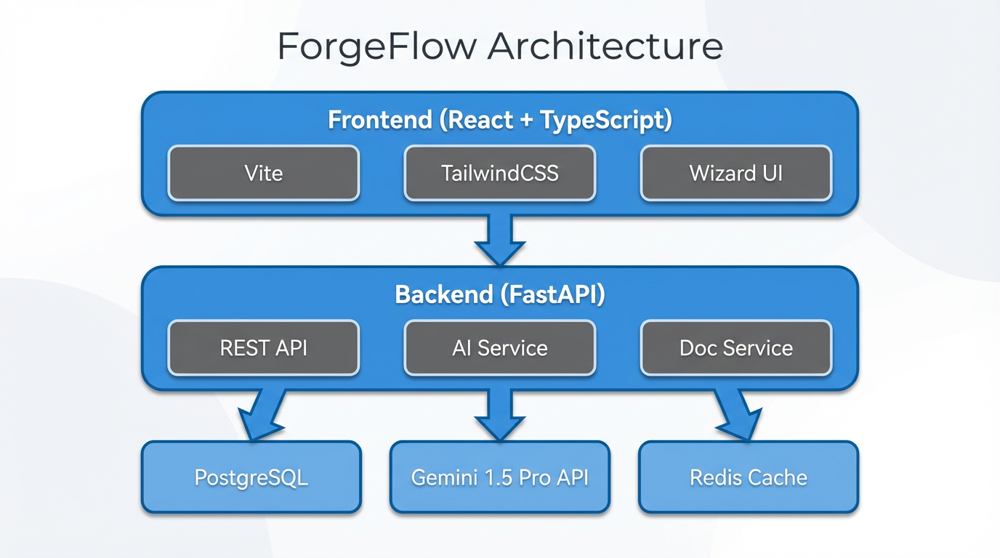 ForgeFlow Architecture
Frontend (React + TypeScript)
Vite
TailwindCSS
Wizard UI
Backend (FastAPI)
REST API
AI Service
Doc Service
PostgreSQL
Gemini 1.5 Pro API
Redis Cache